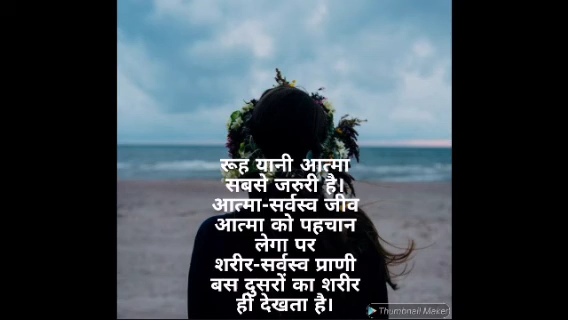 रूह यानी आत्मा
सबसे जरुरी है।
आत्मा-सर्वस्व जीव
आत्मा को पहचान
लेगा पर
शरीर-सर्वस्व प्राणी
बस दुसरों का शरीर
ही देखता है।
Thumbnail Maker